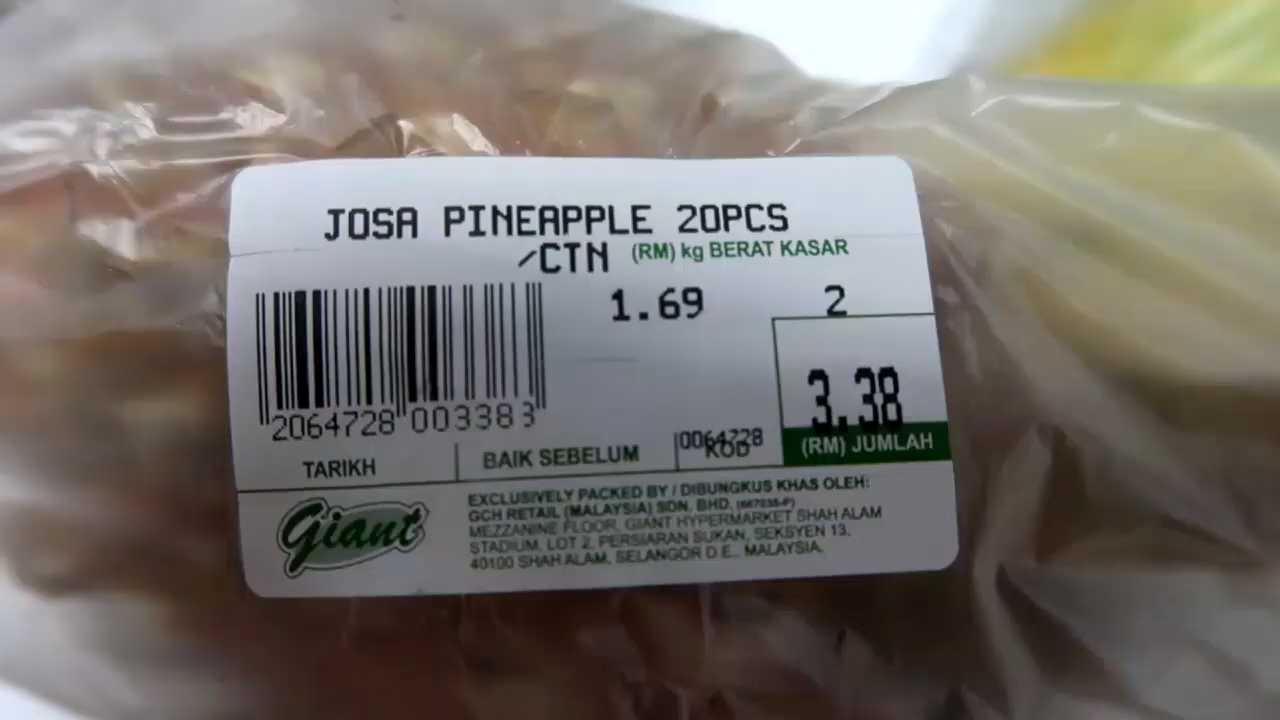 JOSA PINEAPPLE 20PCS
/CTN (RM) kg BERAT KASAR
1.69 2
3.38
2064728 003383
0064728
TARIKH BAIK SEBELUM KOD (RM) JUMLAH
Giant
EXCLUSIVELY PACKED BY / DIBUNGKUS KHAS OLEH:
GCH RETAIL (MALAYSIA) SDN. BHD.
MEZZANINE FLOOR, GIANT HYPERMARKET SHAH ALAM
STADIUM, LOT 2, PERSIARAN SUKAN, SEKSYEN 13,
40100 SHAH ALAM, SELANGOR D.E., MALAYSIA.